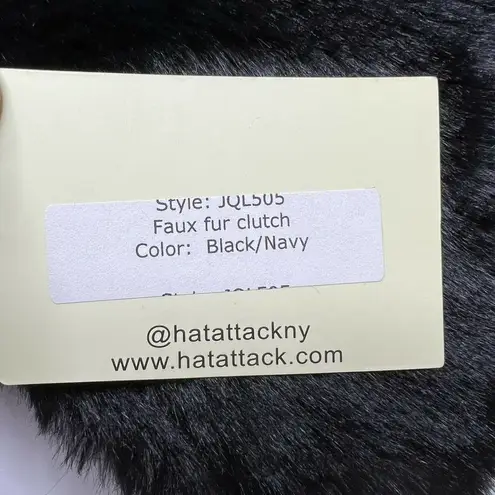 Style: JQL505
Faux fur clutch
Color: Black/Navy
@hatattackny
www.hatattack.com